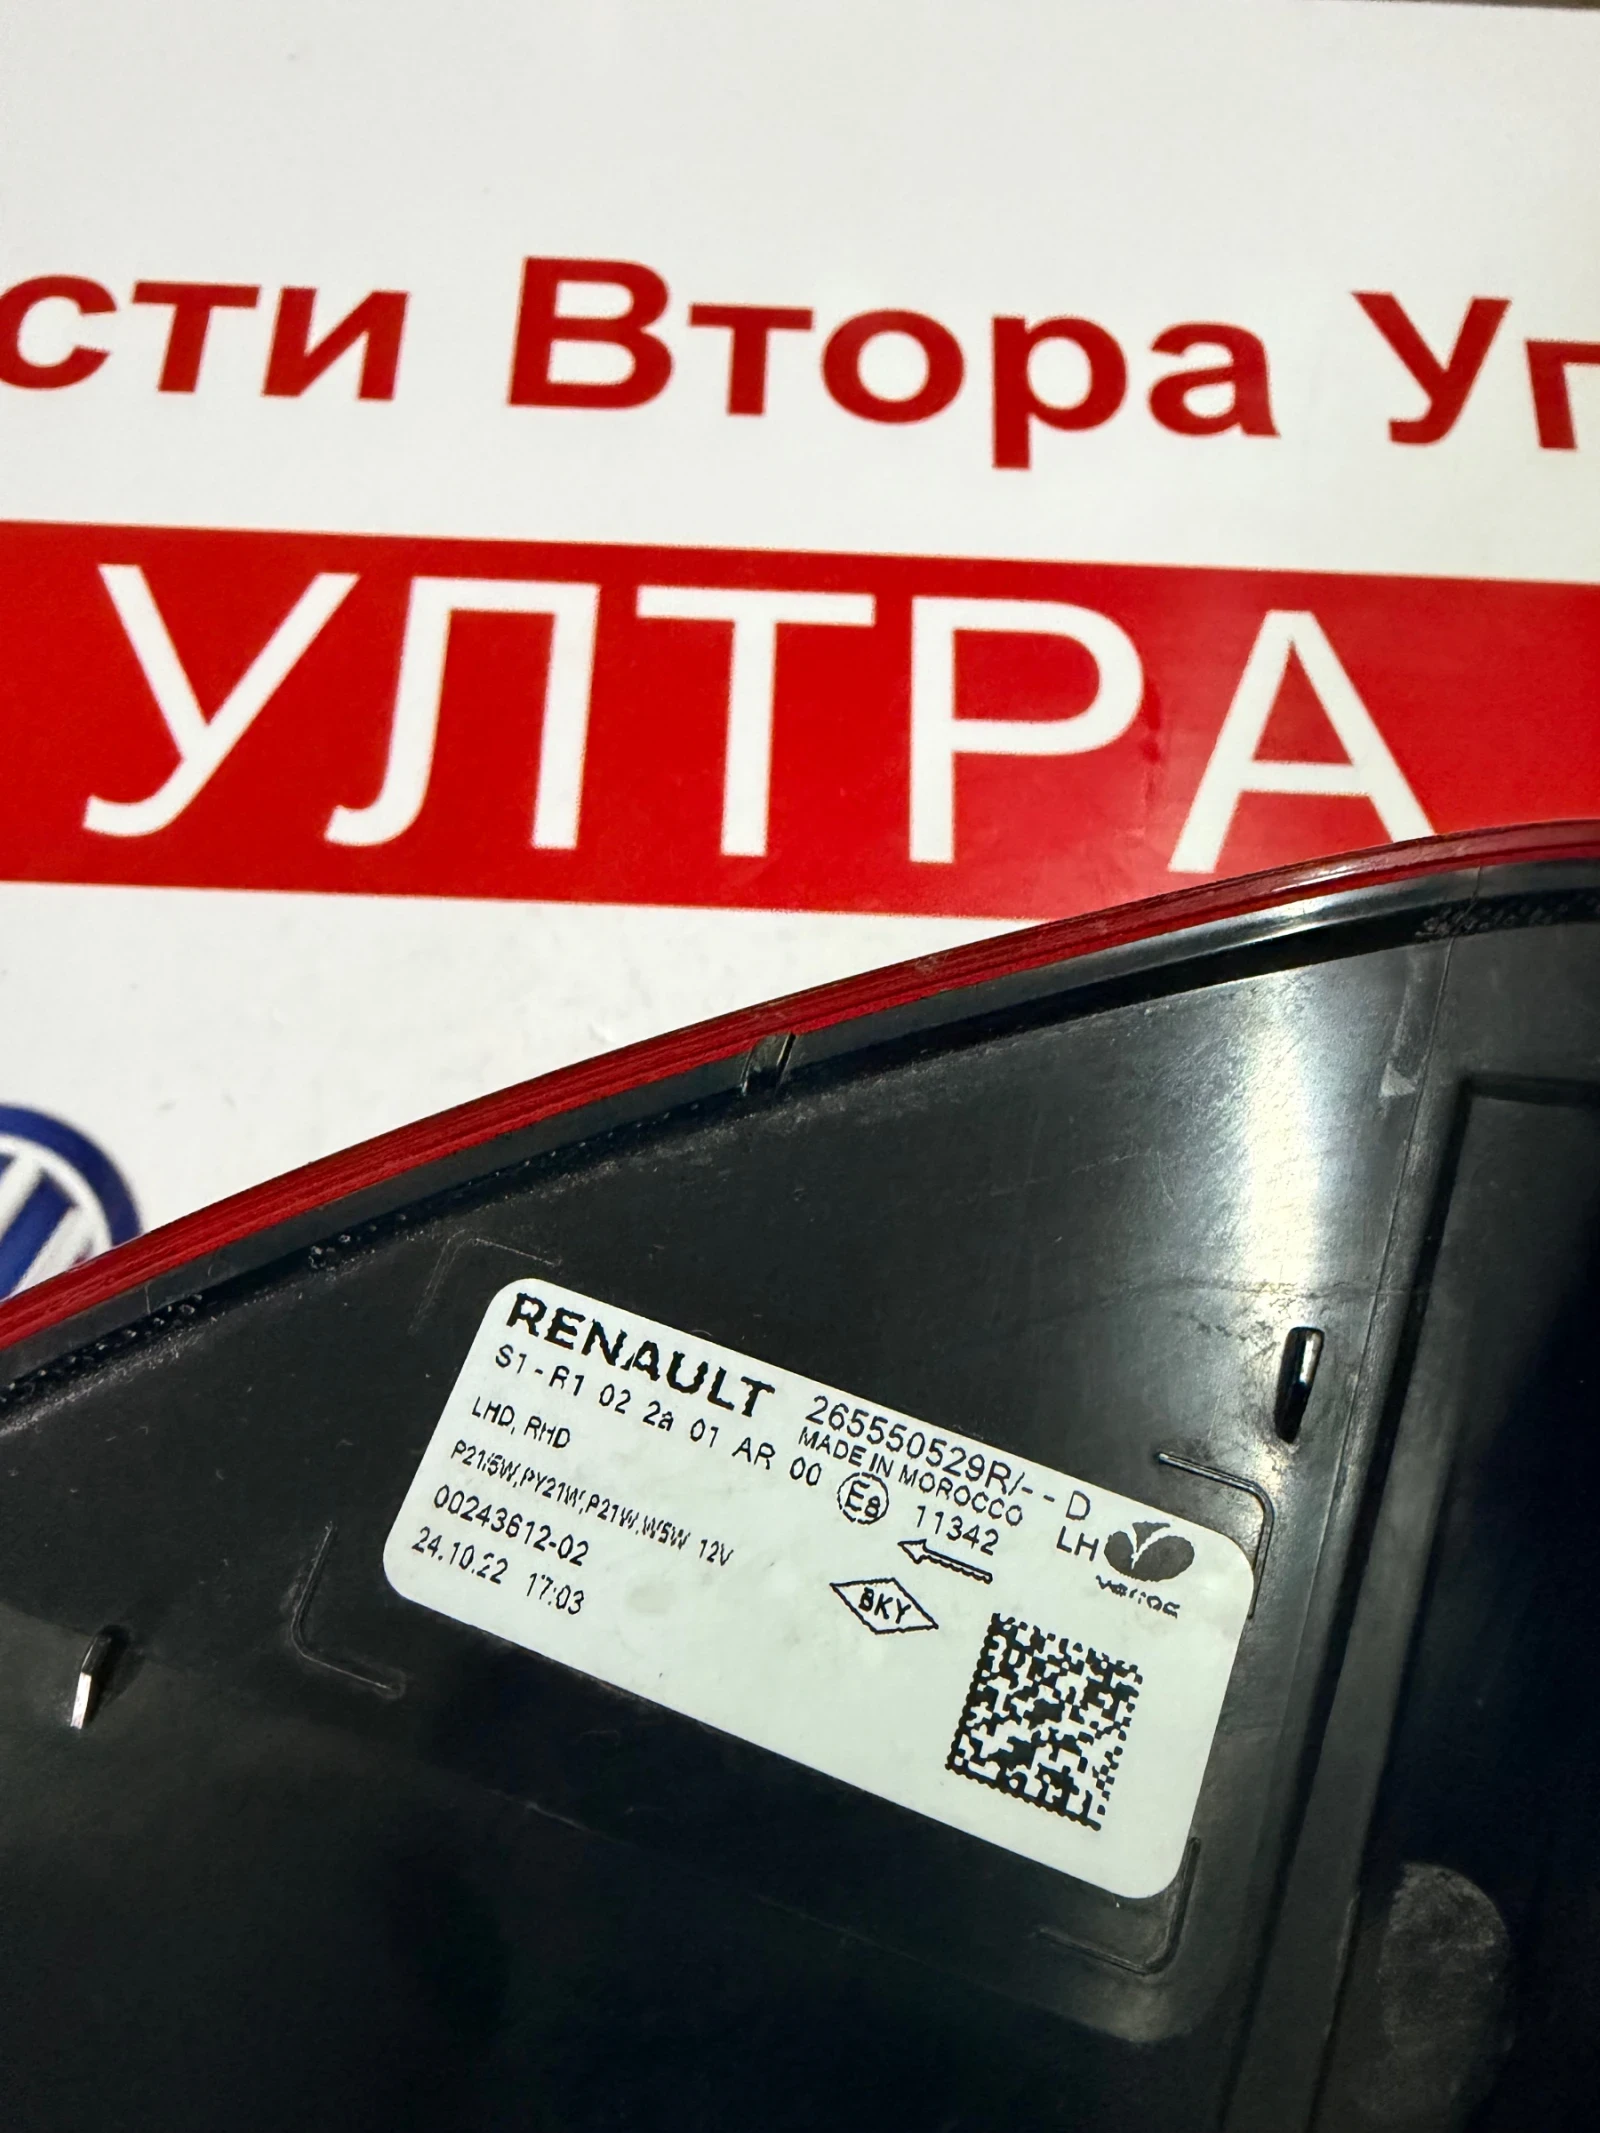 сти Втора Уп
УЛТРА
RENAULT 265550529R/--D
MADE IN MOROCCO
S1-R1 02 2a 01 AR 00 E8 11342
LHD, RHD
LH
P21/5W,PY21W,P21W,W5W 12V
varroc
00243612-02
BKY
24.10.22 17:03